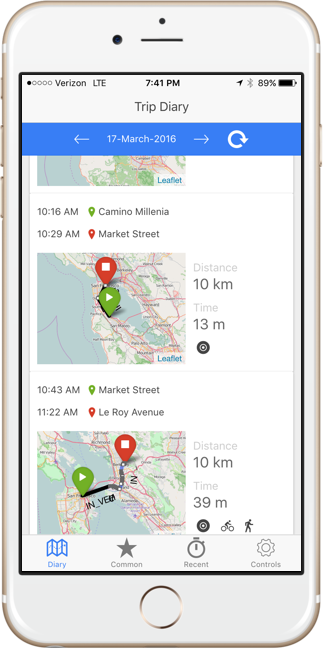 Verizon LTE 7:41 PM 89%
Trip Diary
17-March-2016
Leaflet
10:16 AM Camino Millenia
10:29 AM Market Street
Distance
10 km
Time
13 m
Leaflet
10:43 AM Market Street
11:22 AM Le Roy Avenue
Distance
10 km
Time
39 m
Diary Common Recent Controls